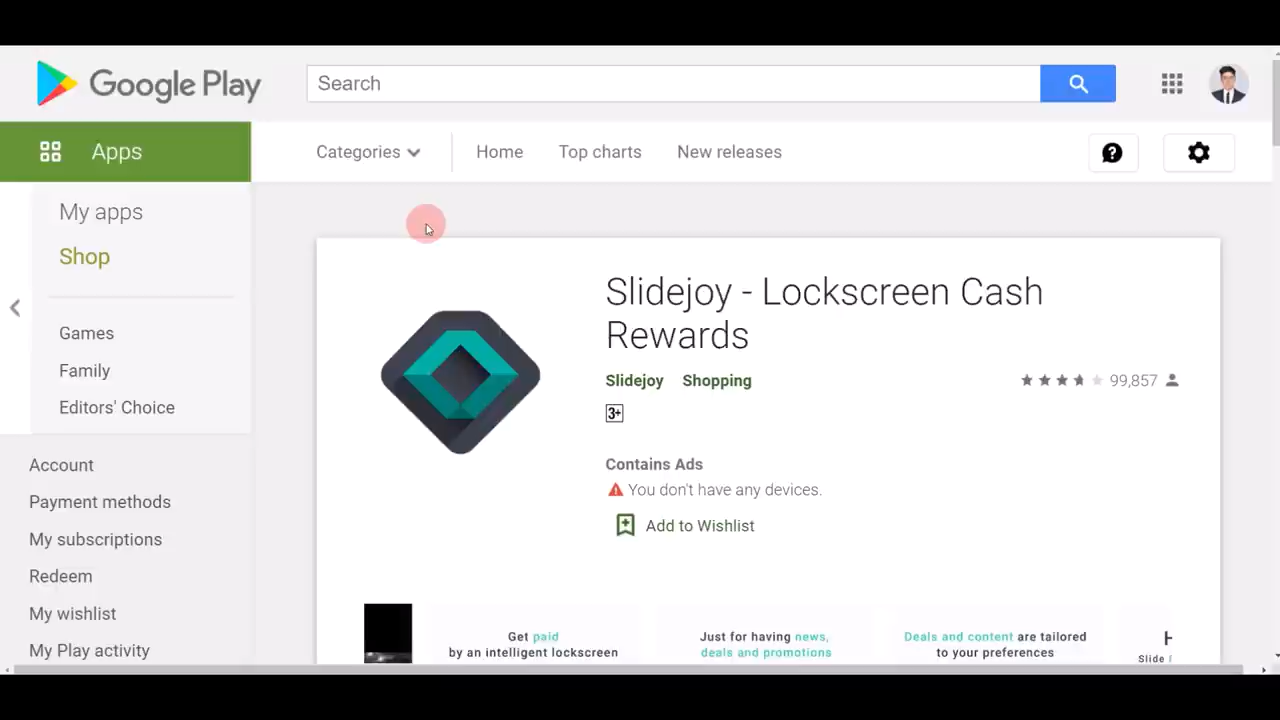 Google Play
Search
Apps
Categories
Home
Top charts
New releases
My apps
Shop
Games
Family
Editors' Choice
Account
Payment methods
My subscriptions
Redeem
My wishlist
My Play activity
Slidejoy - Lockscreen Cash
Rewards
Slidejoy Shopping
99,857
3+
Contains Ads
You don't have any devices.
Add to Wishlist
Get paid
by an intelligent lockscreen
Just for having news,
deals and promotions
Deals and content are tailored
to your preferences
H
Slide